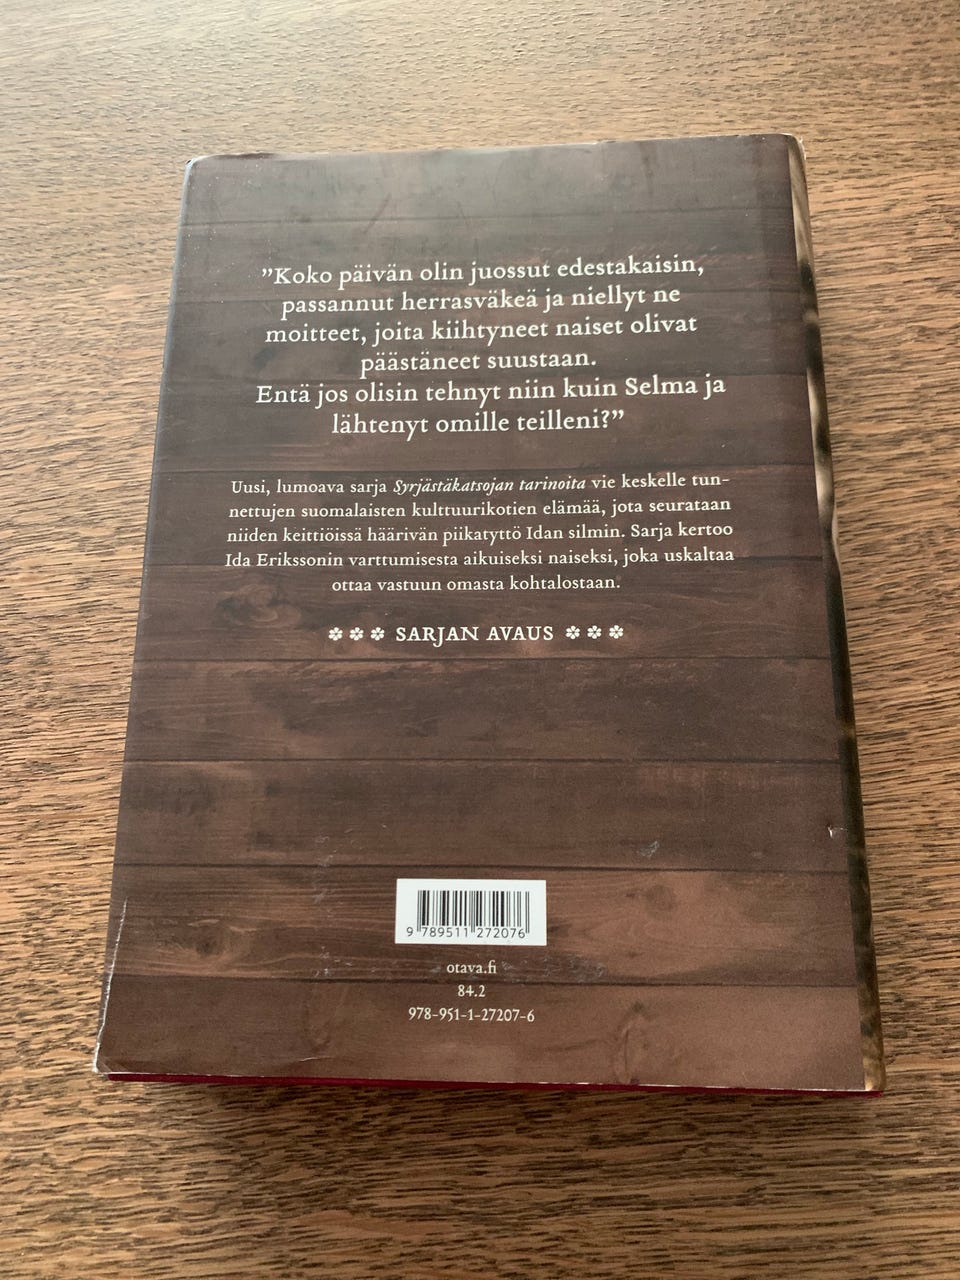 ”Koko päivän olin juossut edestakaisin,
passannut herrasväkeä ja niellyt ne
moitteet, joita kiihtyneet naiset olivat
päästäneet suustaan.
Entä jos olisin tehnyt niin kuin Selma ja
lähtenyt omille teilleni?”
Uusi, lumoava sarja Syrjästäkatsojan tarinoita vie keskelle tun-
nettujen suomalaisten kulttuurikotien elämää, jota seurataan
niiden keittiöissä häärivän piikatyttö Idan silmin. Sarja kertoo
Ida Erikssonin varttumisesta aikuiseksi naiseksi, joka uskaltaa
ottaa vastuun omasta kohtalostaan.
✽ ✽ ✽ SARJAN AVAUS ✽ ✽ ✽
9 789511 272076
otava.fi
84.2
978-951-1-27207-6